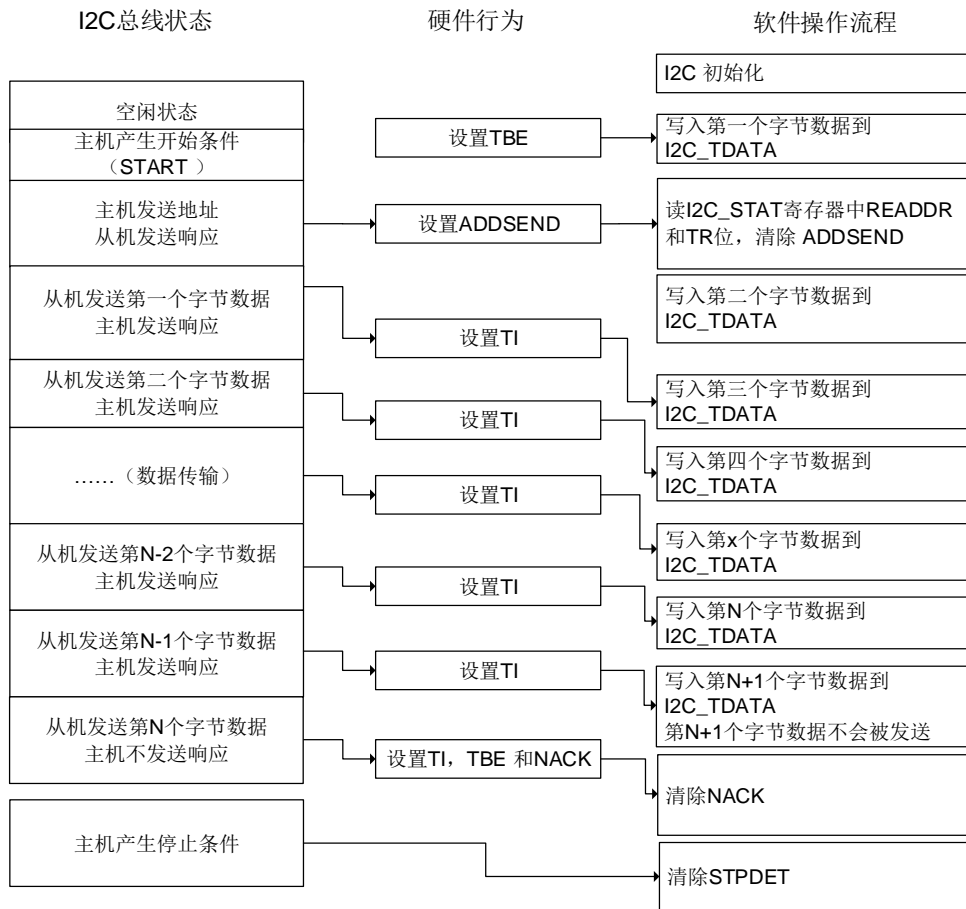 I2C总线状态
硬件行为
软件操作流程
I2C 初始化
空闲状态
主机产生开始条件
（START ）
设置TBE
写入第一个字节数据到
I2C_TDATA
主机发送地址
从机发送响应
设置ADDSEND
读I2C_STAT寄存器中READDR
和TR位，清除 ADDSEND
从机发送第一个字节数据
主机发送响应
设置TI
写入第二个字节数据到
I2C_TDATA
从机发送第二个字节数据
主机发送响应
设置TI
写入第三个字节数据到
I2C_TDATA
……（数据传输）
设置TI
写入第四个字节数据到
I2C_TDATA
写入第x个字节数据到
I2C_TDATA
从机发送第N-2个字节数据
主机发送响应
设置TI
写入第N个字节数据到
I2C_TDATA
从机发送第N-1个字节数据
主机发送响应
设置TI
写入第N+1个字节数据到
I2C_TDATA
第N+1个字节数据不会被发送
从机发送第N个字节数据
主机不发送响应
设置TI，TBE 和NACK
清除NACK
主机产生停止条件
清除STPDET